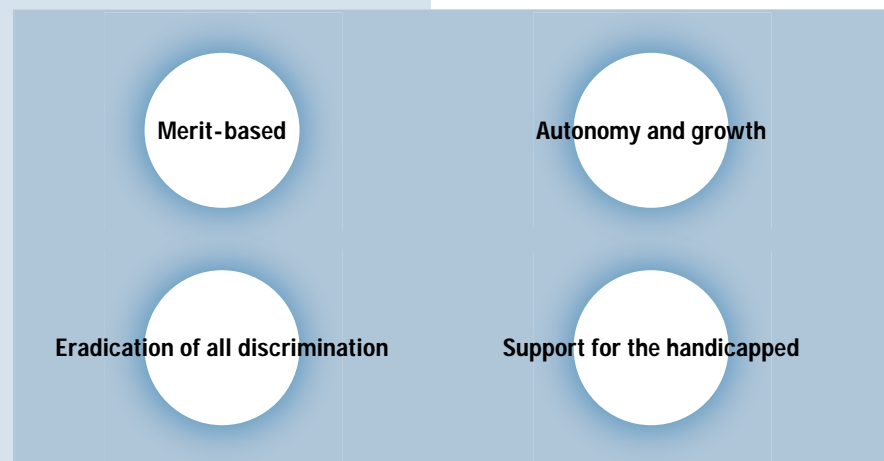 Merit-based
Autonomy and growth
Eradication of all discrimination
Support for the handicapped